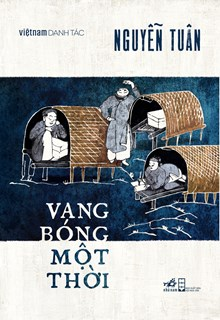 việtnam DANH TÁC
NGUYỄN TUÂN
VANG
BÓNG
MỘT
THỜI